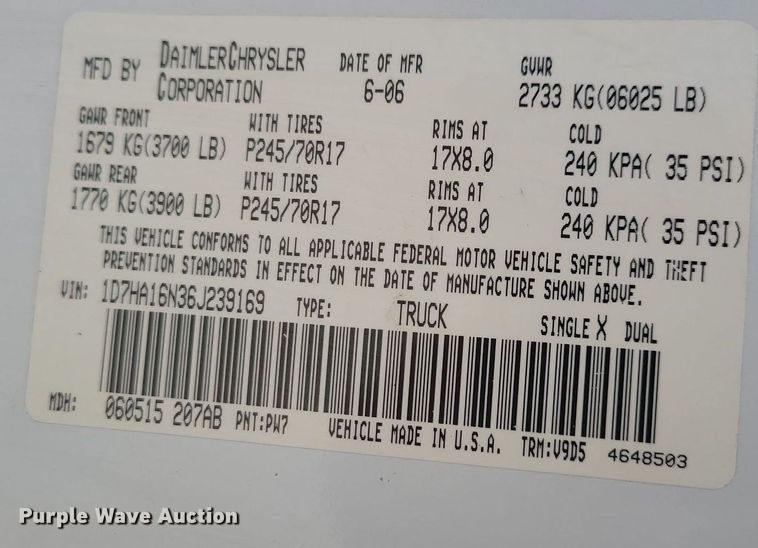 MFD BY DAIMLERCHRYSLER CORPORATION DATE OF MFR 6-06 GVWR 2733 KG(06025 LB)
GAWR FRONT WITH TIRES RIMS AT COLD
1679 KG(3700 LB) P245/70R17 17X8.0 240 KPA( 35 PSI)
GAWR REAR WITH TIRES RIMS AT COLD
1770 KG(3900 LB) P245/70R17 17X8.0 240 KPA( 35 PSI)
THIS VEHICLE CONFORMS TO ALL APPLICABLE FEDERAL MOTOR VEHICLE SAFETY AND THEFT
PREVENTION STANDARDS IN EFFECT ON THE DATE OF MANUFACTURE SHOWN ABOVE.
VIN: 1D7HA16N36J239169 TYPE: TRUCK SINGLE X DUAL
MDH: 060515 207AB PNT:PW7 VEHICLE MADE IN U.S.A. TRM:V9D5 4648503
Purple Wave Auction